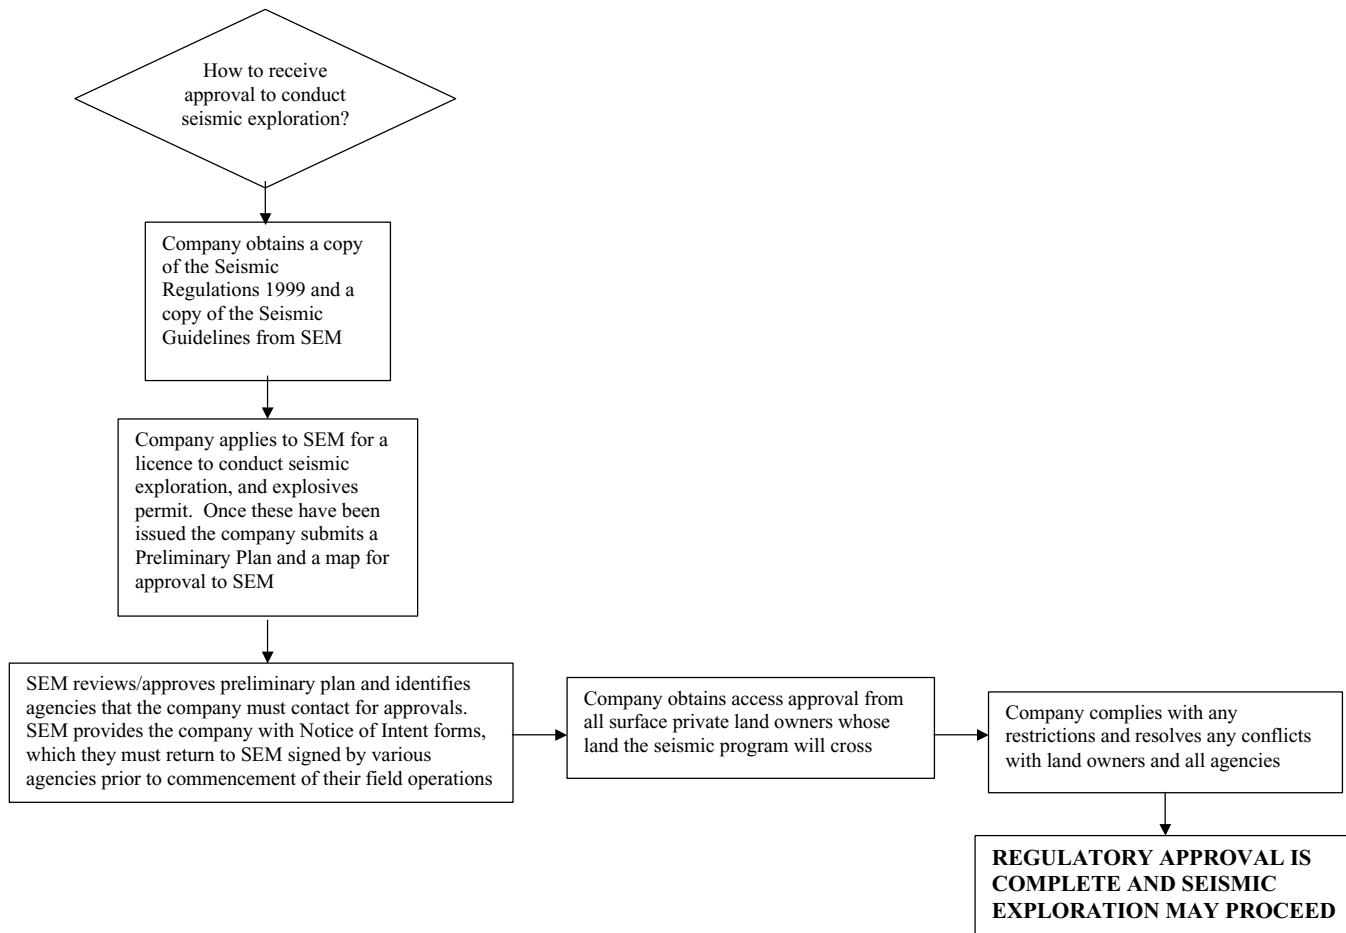 How to receive
approval to conduct
seismic exploration?
Company obtains a copy
of the Seismic
Regulations 1999 and a
copy of the Seismic
Guidelines from SEM
Company applies to SEM for a
licence to conduct seismic
exploration, and explosives
permit.  Once these have been
issued the company submits a
Preliminary Plan and a map for
approval to SEM
SEM reviews/approves preliminary plan and identifies
agencies that the company must contact for approvals.
SEM provides the company with Notice of Intent forms,
which they must return to SEM signed by various
agencies prior to commencement of their field operations
Company obtains access approval from
all surface private land owners whose
land the seismic program will cross
Company complies with any
restrictions and resolves any conflicts
with land owners and all agencies
REGULATORY APPROVAL IS
COMPLETE AND SEISMIC
EXPLORATION MAY PROCEED